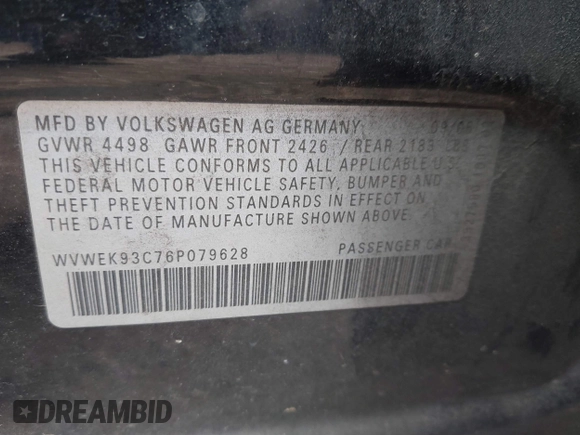 MFD BY VOLKSWAGEN AG GERMANY
GVWR 4498 GAWR FRONT 2426 / REAR 2183 LBS
THIS VEHICLE CONFORMS TO ALL APPLICABLE U.S.
FEDERAL MOTOR VEHICLE SAFETY, BUMPER AND
THEFT PREVENTION STANDARDS IN EFFECT ON
THE DATE OF MANUFACTURE SHOWN ABOVE.
WVWEK93C76P079628 PASSENGER CAR
DREAMBID